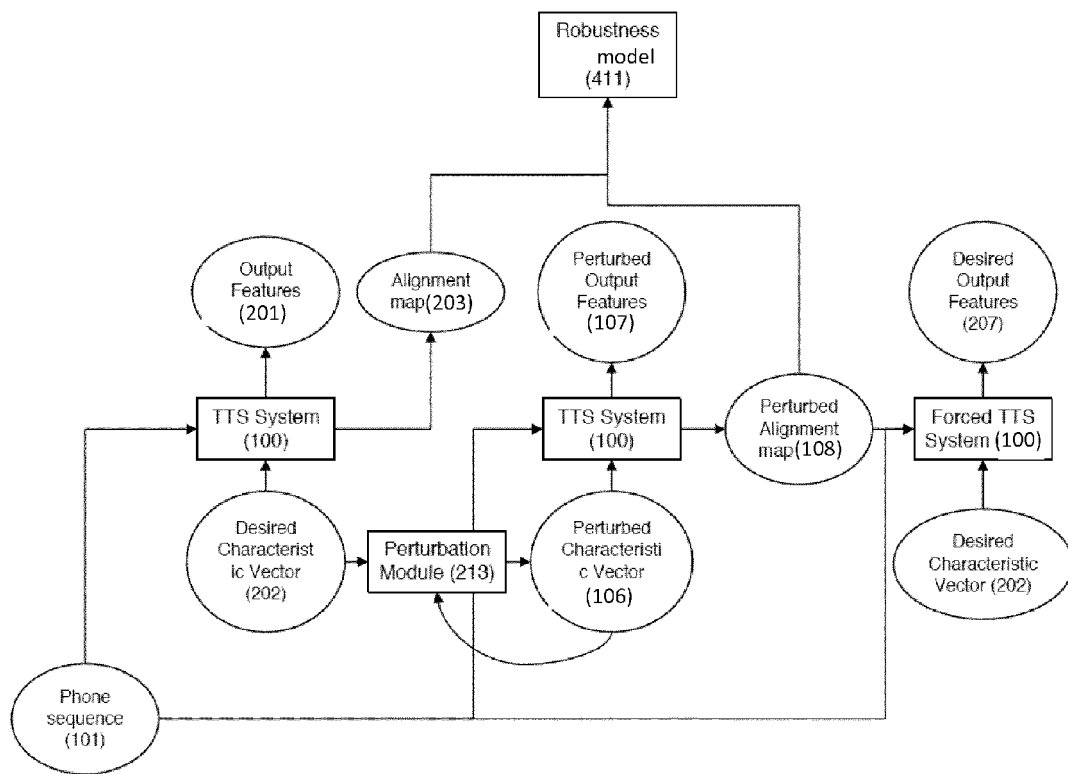 Robustness
model
(411)
Output
Features
(201)
Alignment
map(203)
Perturbed
Output
Features
(107)
Desired
Output
Features
(207)
TTS System
(100)
TTS System
(100)
Perturbed
Alignment
map(108)
Forced TTS
System (100)
Desired
Characterist
ic Vector
(202)
Perturbation
Module (213)
Perturbed
Characteristi
c Vector
(106)
Desired
Characteristic
Vector (202)
Phone
sequence
(101)